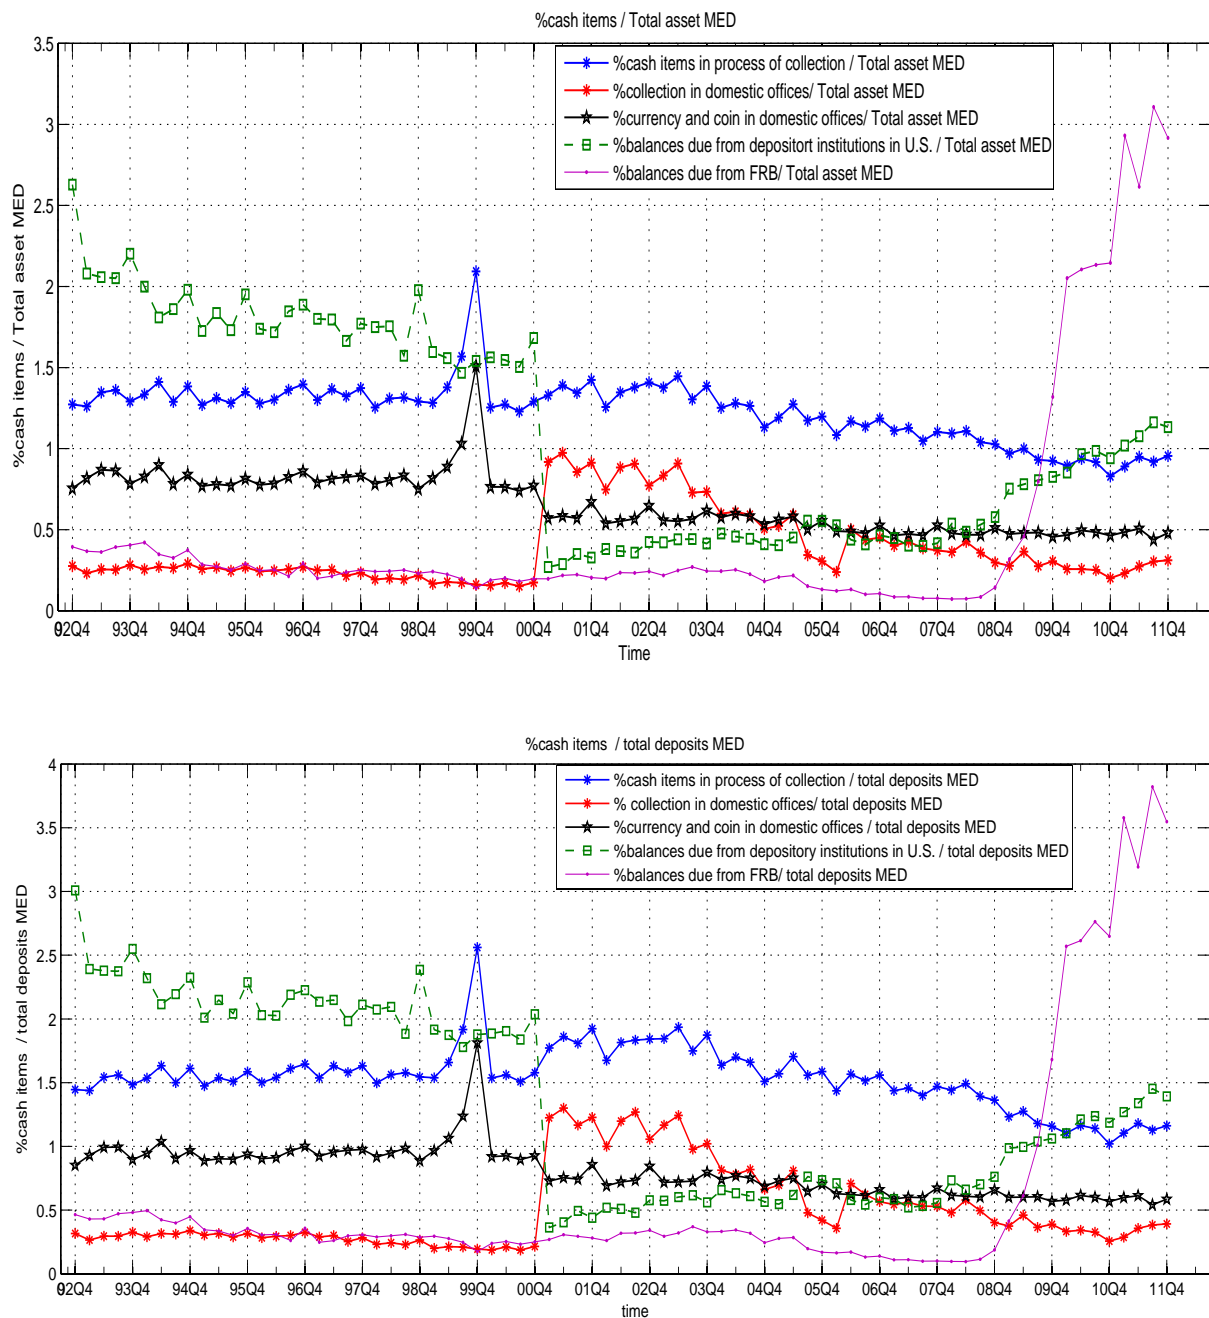 %cash items / Total asset MED
3.5
3
2.5
2
1.5
1
0.5
0
%cash items / Total asset MED
%cash items in process of collection / Total asset MED
%collection in domestic offices/ Total asset MED
%currency and coin in domestic offices/ Total asset MED
%balances due from depositort institutions in U.S. / Total asset MED
%balances due from FRB/ Total asset MED
92Q4 93Q4 94Q4 95Q4 96Q4 97Q4 98Q4 99Q4 00Q4 01Q4 02Q4 03Q4 04Q4 05Q4 06Q4 07Q4 08Q4 09Q4 10Q4 11Q4
Time
%cash items / total deposits MED
4
3.5
3
2.5
2
1.5
1
0.5
0
%cash items / total deposits MED
%cash items in process of collection / total deposits MED
% collection in domestic offices/ total deposits MED
%currency and coin in domestic offices / total deposits MED
%balances due from depository institutions in U.S. / total deposits MED
%balances due from FRB/ total deposits MED
92Q4 93Q4 94Q4 95Q4 96Q4 97Q4 98Q4 99Q4 00Q4 01Q4 02Q4 03Q4 04Q4 05Q4 06Q4 07Q4 08Q4 09Q4 10Q4 11Q4
time